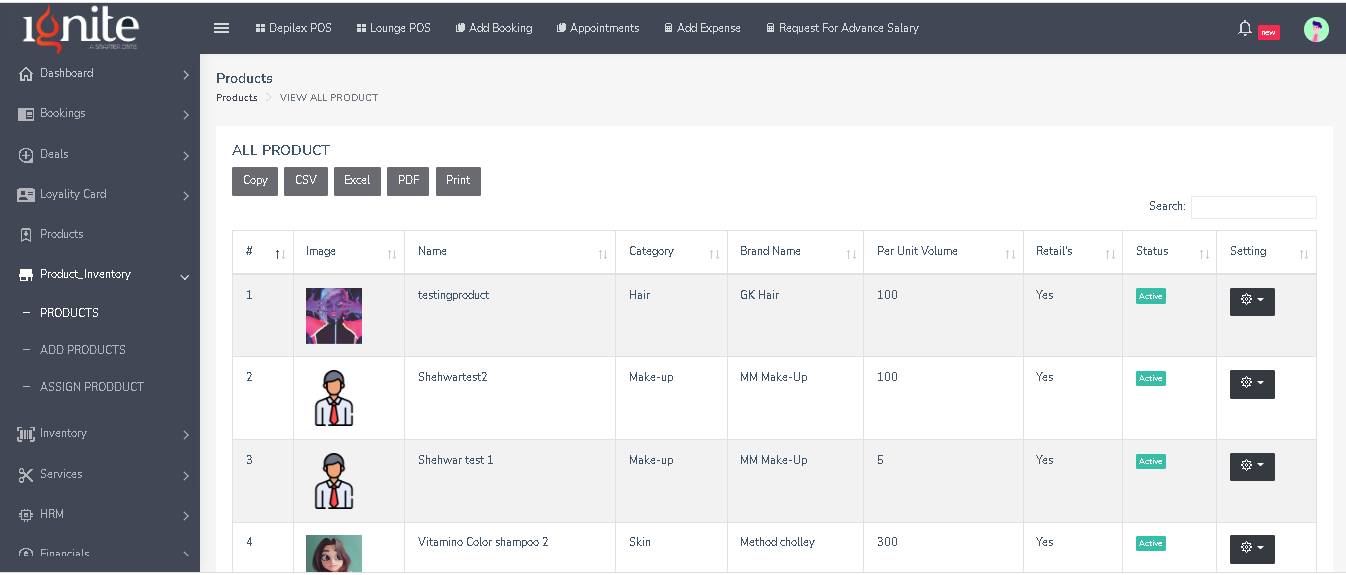 ignite
A SMARTER CRMS
Depilex POS Lounge POS Add Booking Appointments Add Expense Request For Advance Salary new
Dashboard
Bookings
Deals
Loyality Card
Products
Product_Inventory
PRODUCTS
ADD PRODUCTS
ASSIGN PRODDUCT
Inventory
Services
HRM
Financials
Products
Products > VIEW ALL PRODUCT
ALL PRODUCT
Copy CSV Excel PDF Print
Search:
# Image Name Category Brand Name Per Unit Volume Retail's Status Setting
1 testingproduct Hair GK Hair 100 Yes Active
2 Shehwartest2 Make-up MM Make-Up 100 Yes Active
3 Shehwar test 1 Make-up MM Make-Up 5 Yes Active
4 Vitamino Color shampoo 2 Skin Method cholley 300 Yes Active